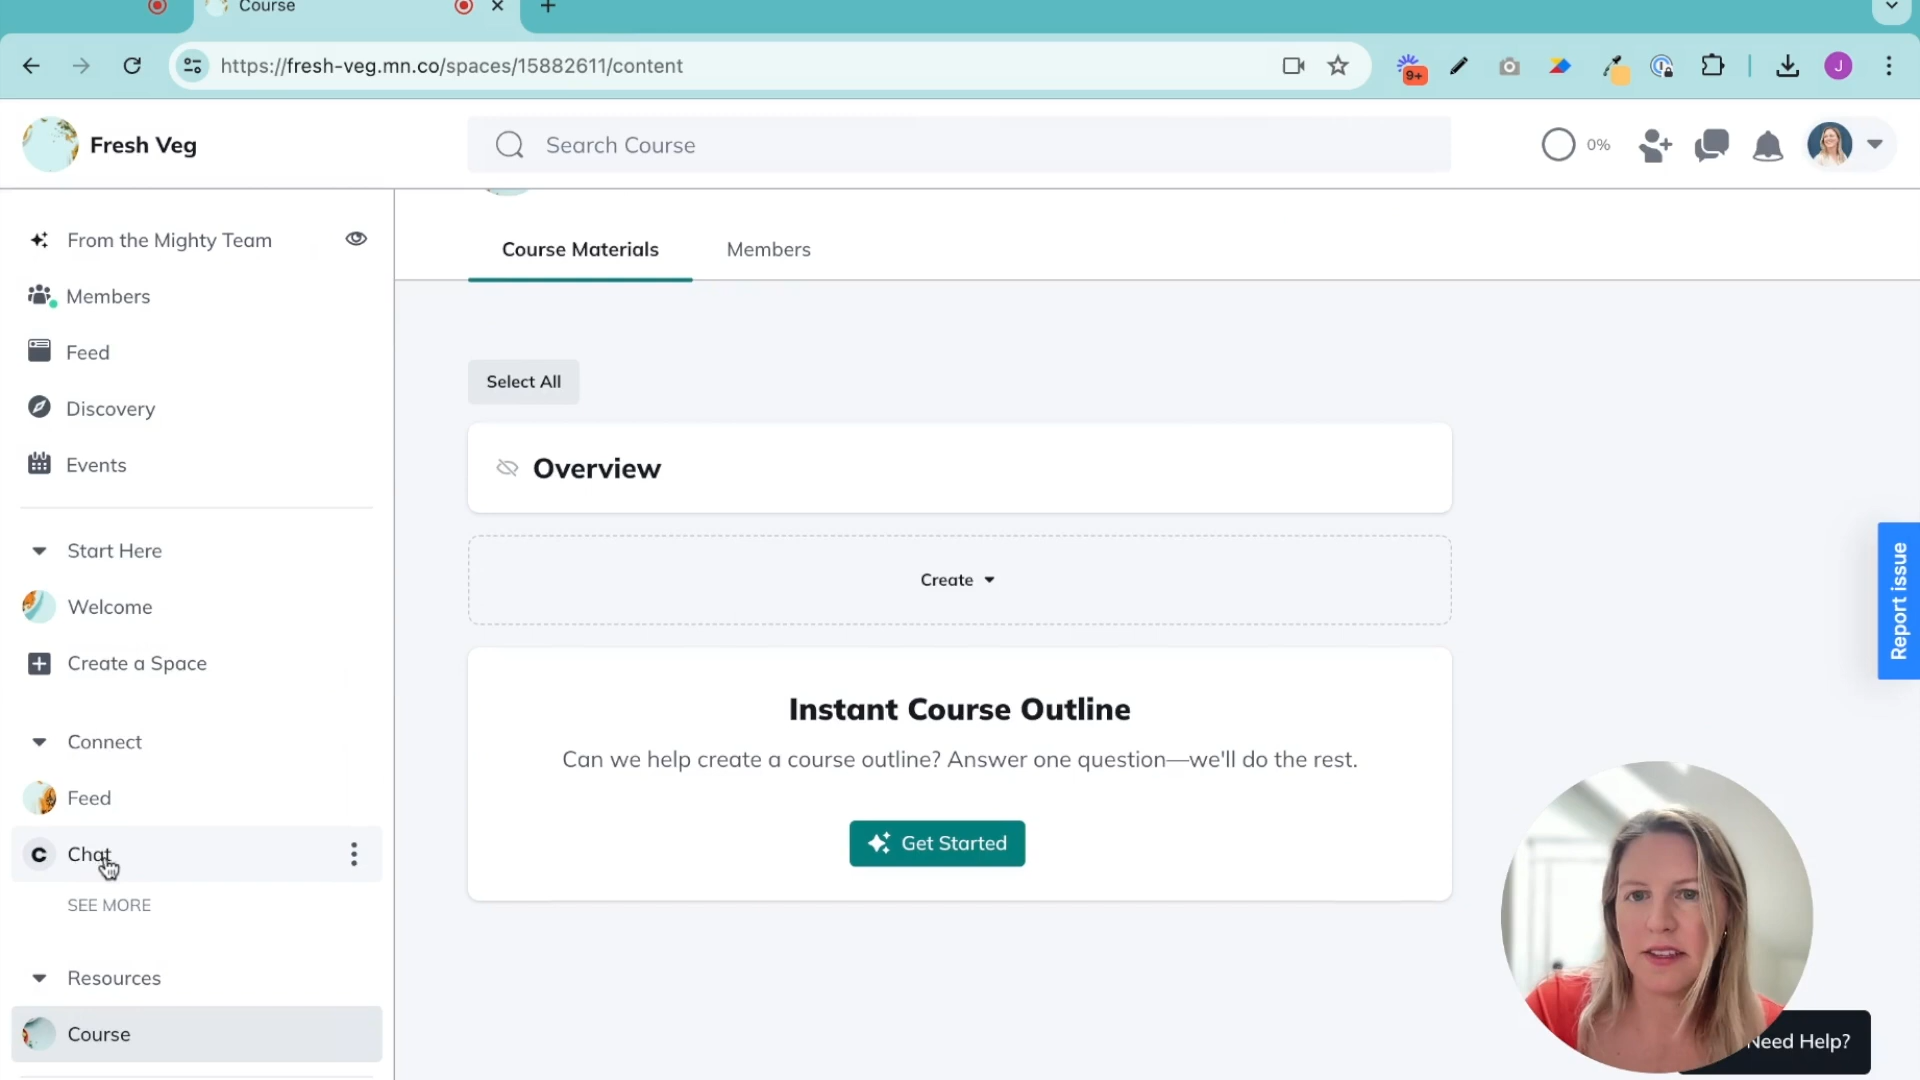 Course
https://fresh-veg.mn.co/spaces/15882611/content
9+
J
Fresh Veg
Search Course
0%
From the Mighty Team
Members
Feed
Discovery
Events
Start Here
Welcome
Create a Space
Connect
Feed
C Chat
SEE MORE
Resources
Course
Course Materials
Members
Select All
Overview
Create
Instant Course Outline
Can we help create a course outline? Answer one question—we'll do the rest.
Get Started
Report issue
Need Help?